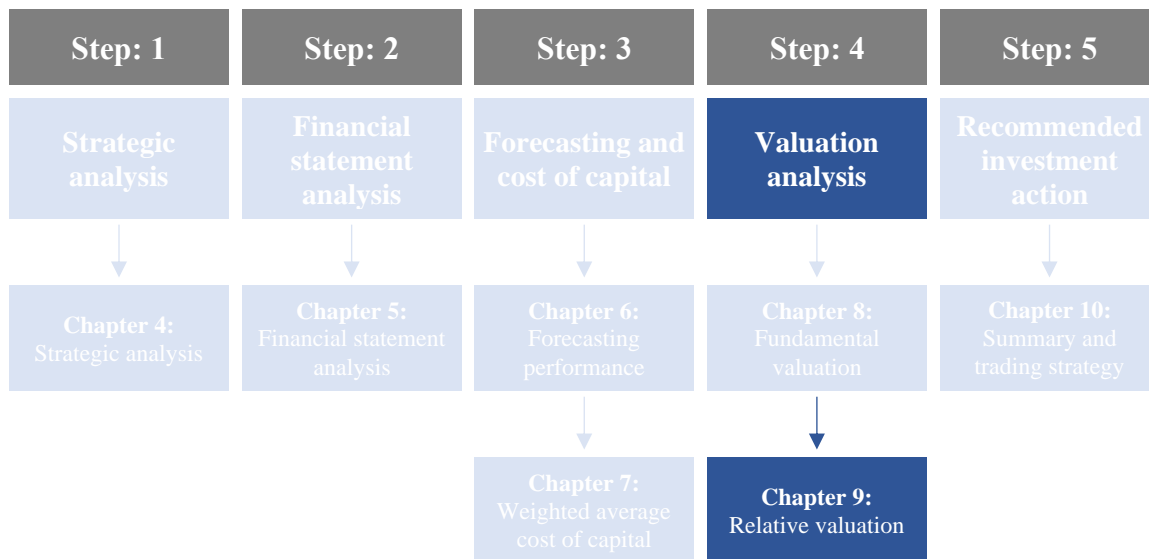 Step: 1
Step: 2
Step: 3
Step: 4
Step: 5
Strategic
analysis
Financial
statement
analysis
Forecasting and
cost of capital
Valuation
analysis
Recommended
investment
action
Chapter 4:
Strategic analysis
Chapter 5:
Financial statement
analysis
Chapter 6:
Forecasting
performance
Chapter 8:
Fundamental
valuation
Chapter 10:
Summary and
trading strategy
Chapter 7:
Weighted average
cost of capital
Chapter 9:
Relative valuation